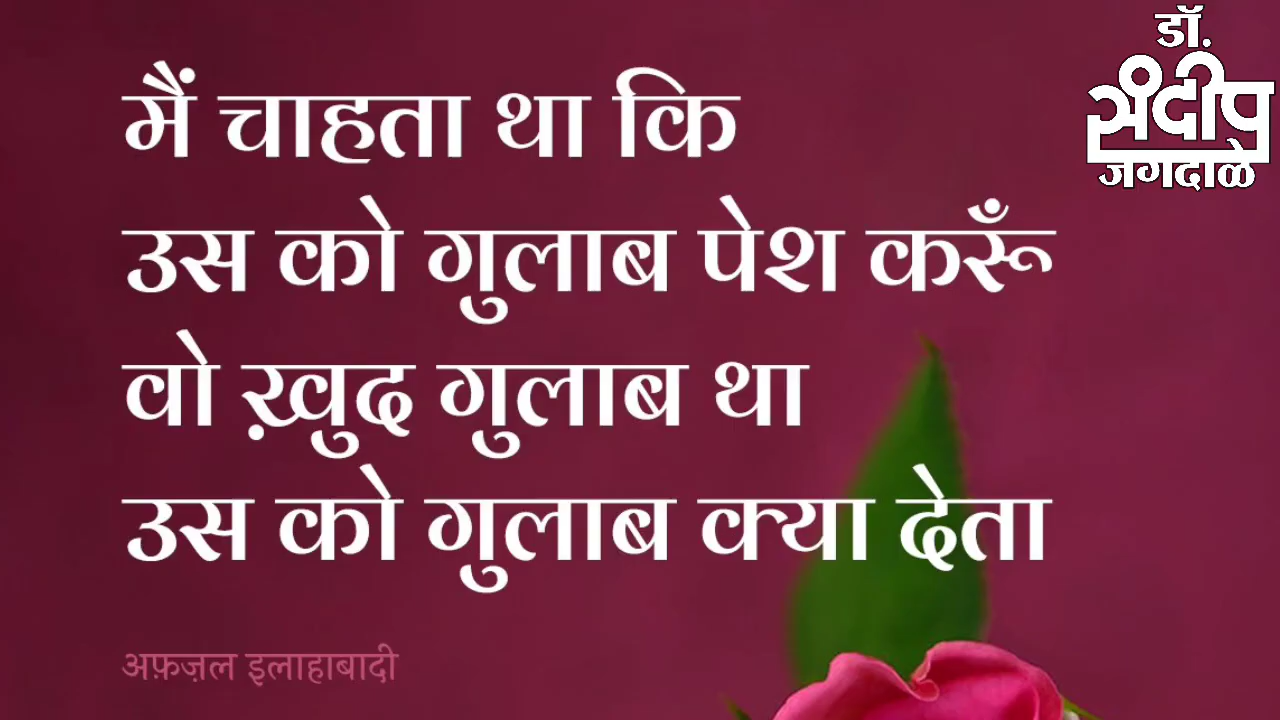 मैं चाहता था कि
उस को गुलाब पेश करूँ
वो ख़ुद गुलाब था
उस को गुलाब क्या देता
अफ़ज़ल इलाहाबादी
डॉ.
संदीप
जगदाळे